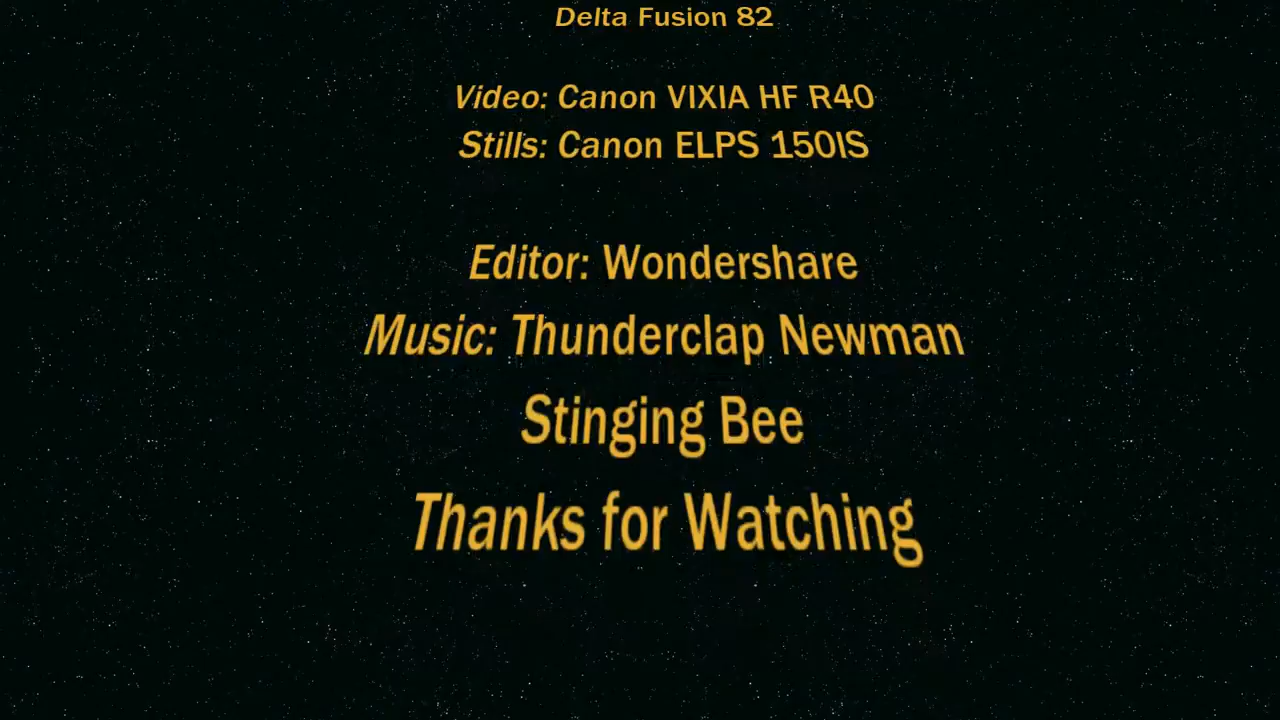 Delta Fusion 82
Video: Canon VIXIA HF R40
Stills: Canon ELPS 150IS
Editor: Wondershare
Music: Thunderclap Newman
Stinging Bee
Thanks for Watching